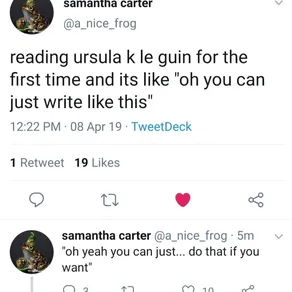 samantha carter
@a_nice_frog
reading ursula k le guin for the
first time and its like "oh you can
just write like this"
12:22 PM · 08 Apr 19 · TweetDeck
1 Retweet 19 Likes
samantha carter @a_nice_frog · 5m
"oh yeah you can just... do that if you
want"
3 19